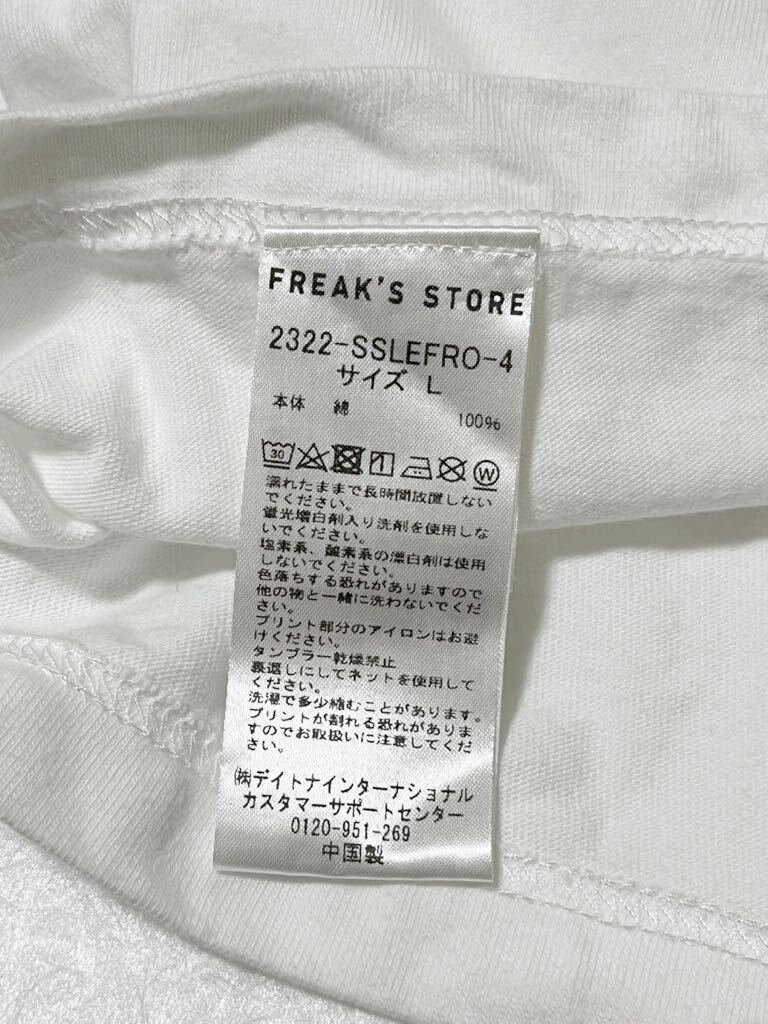 FREAK'S STORE
2322-SSLEFRO-4
サイズ L
本体 綿 100%
30 W
濡れたままで長時間放置しない
でください。
蛍光増白剤入り洗剤を使用しな
いでください。
塩素系、酸素系の漂白剤は使用
しないでください。
色落ちする恐れがありますので
他の物と一緒に洗わないでくだ
さい。
プリント部分のアイロンはお避
けください。
タンブラー乾燥禁止
裏返しにしてネットを使用して
ください。
洗濯で多少縮むことがあります。
プリントが割れる恐れがありま
すのでお取扱いに注意してくだ
さい。
㈱デイトナインターナショナル
カスタマーサポートセンター
0120-951-269
中国製